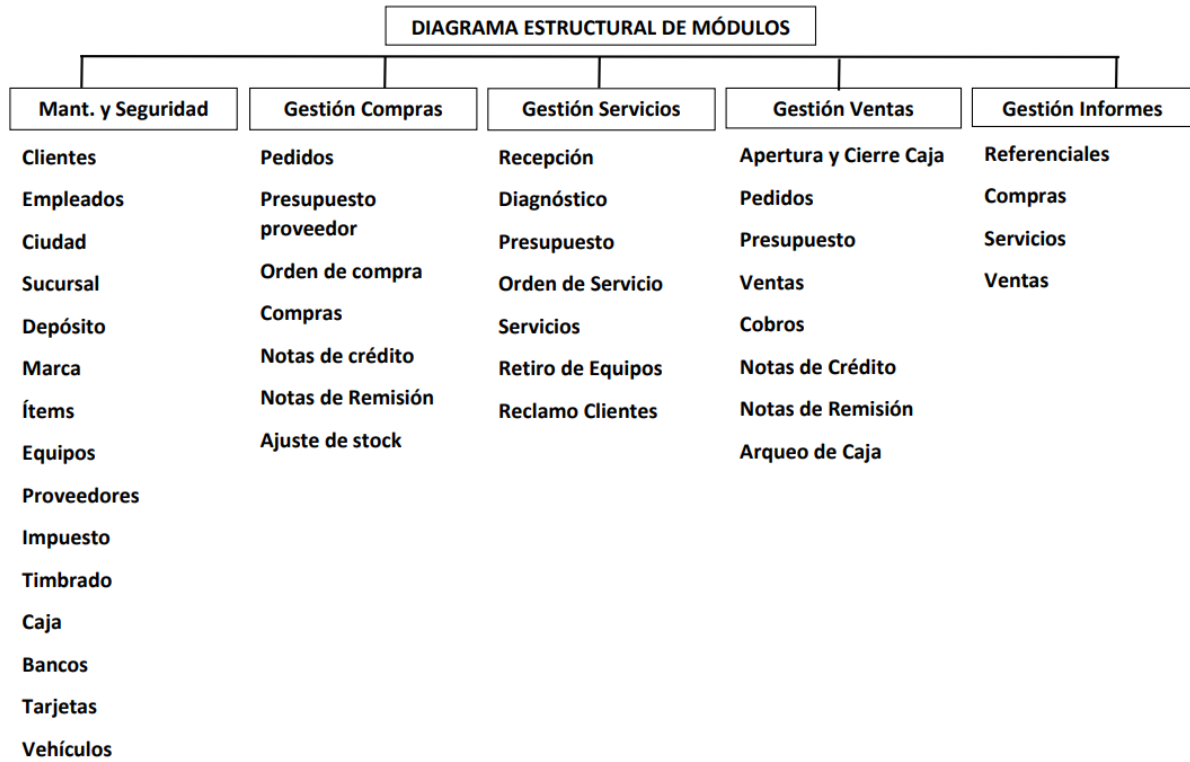 DIAGRAMA ESTRUCTURAL DE MÓDULOS
Mant. y Seguridad
Clientes
Empleados
Ciudad
Sucursal
Depósito
Marca
Ítems
Equipos
Proveedores
Impuesto
Timbrado
Caja
Bancos
Tarjetas
Vehículos
Gestión Compras
Pedidos
Presupuesto
proveedor
Orden de compra
Compras
Notas de crédito
Notas de Remisión
Ajuste de stock
Gestión Servicios
Recepción
Diagnóstico
Presupuesto
Orden de Servicio
Servicios
Retiro de Equipos
Reclamo Clientes
Gestión Ventas
Apertura y Cierre Caja
Pedidos
Presupuesto
Ventas
Cobros
Notas de Crédito
Notas de Remisión
Arqueo de Caja
Gestión Informes
Referenciales
Compras
Servicios
Ventas